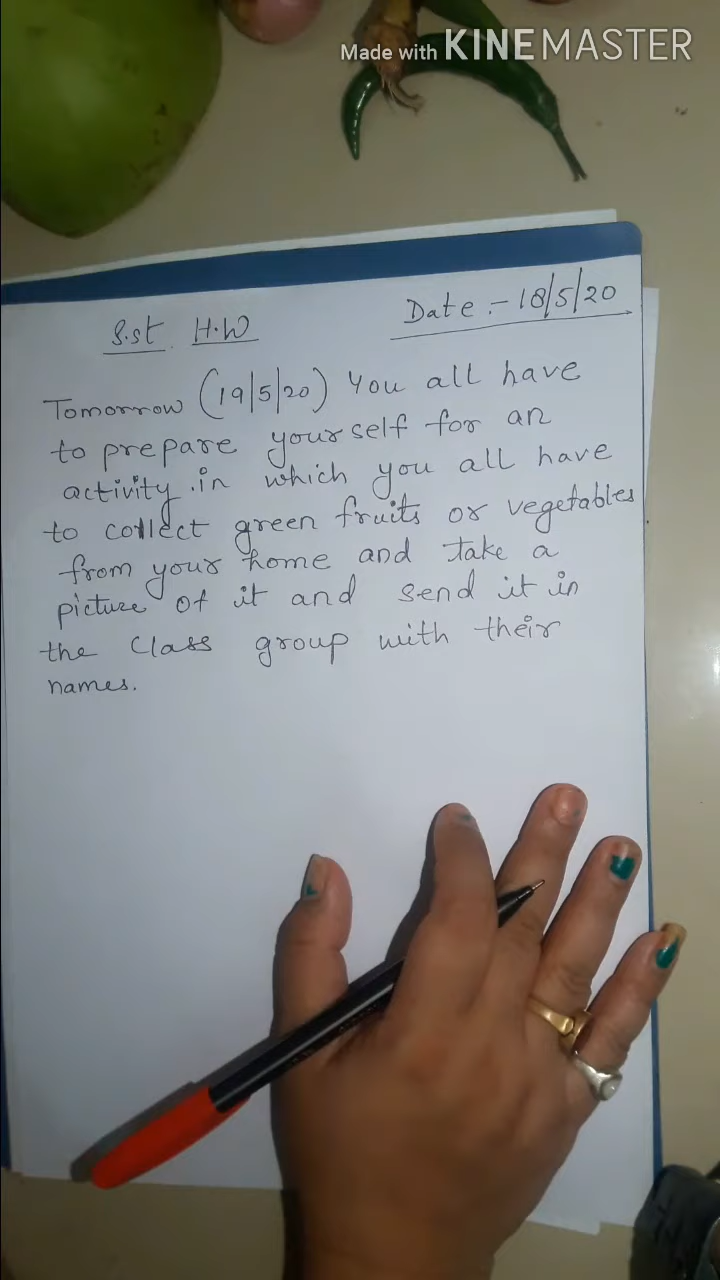 Made with KINEMASTER
S.st H.W Date :- 18/5/20
Tomorrow (19/5/20) You all have
to prepare yourself for an
activity in which you all have
to collect green fruits or vegetables
from your home and take a
picture of it and send it in
the Class group with their
names.